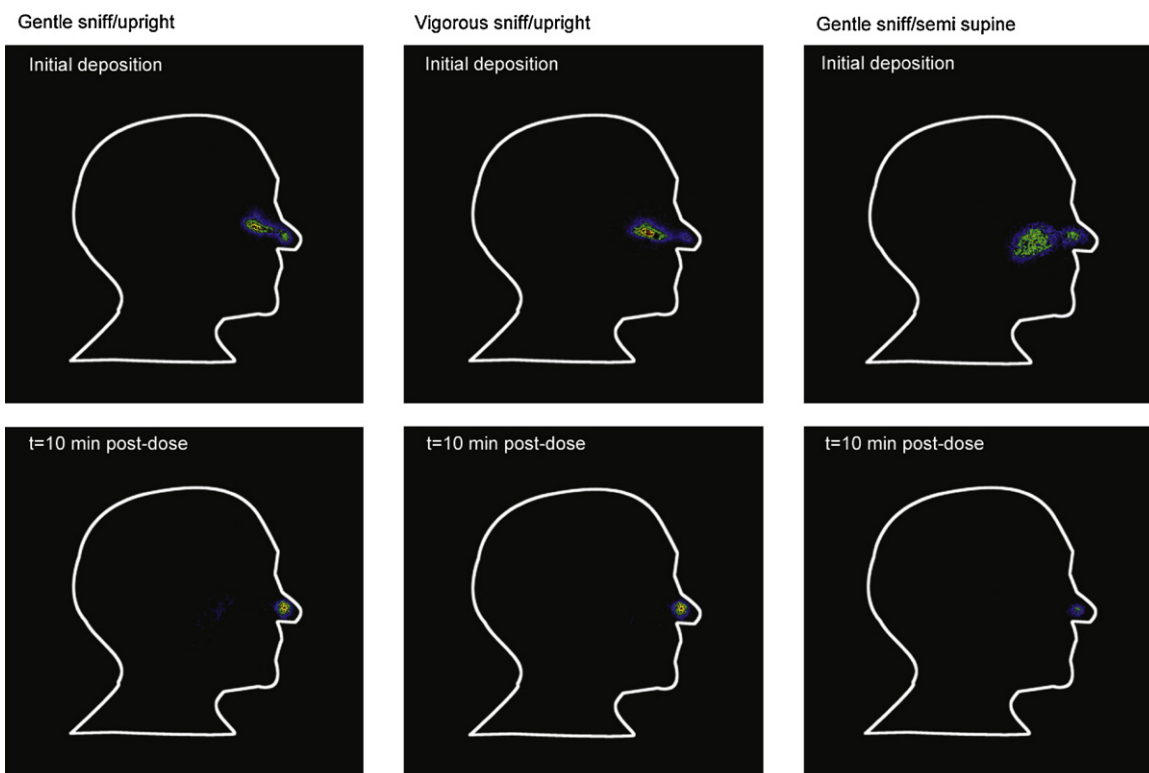 Gentle sniff/upright
Vigorous sniff/upright
Gentle sniff/semi supine
Initial deposition
Initial deposition
Initial deposition
t=10 min post-dose
t=10 min post-dose
t=10 min post-dose